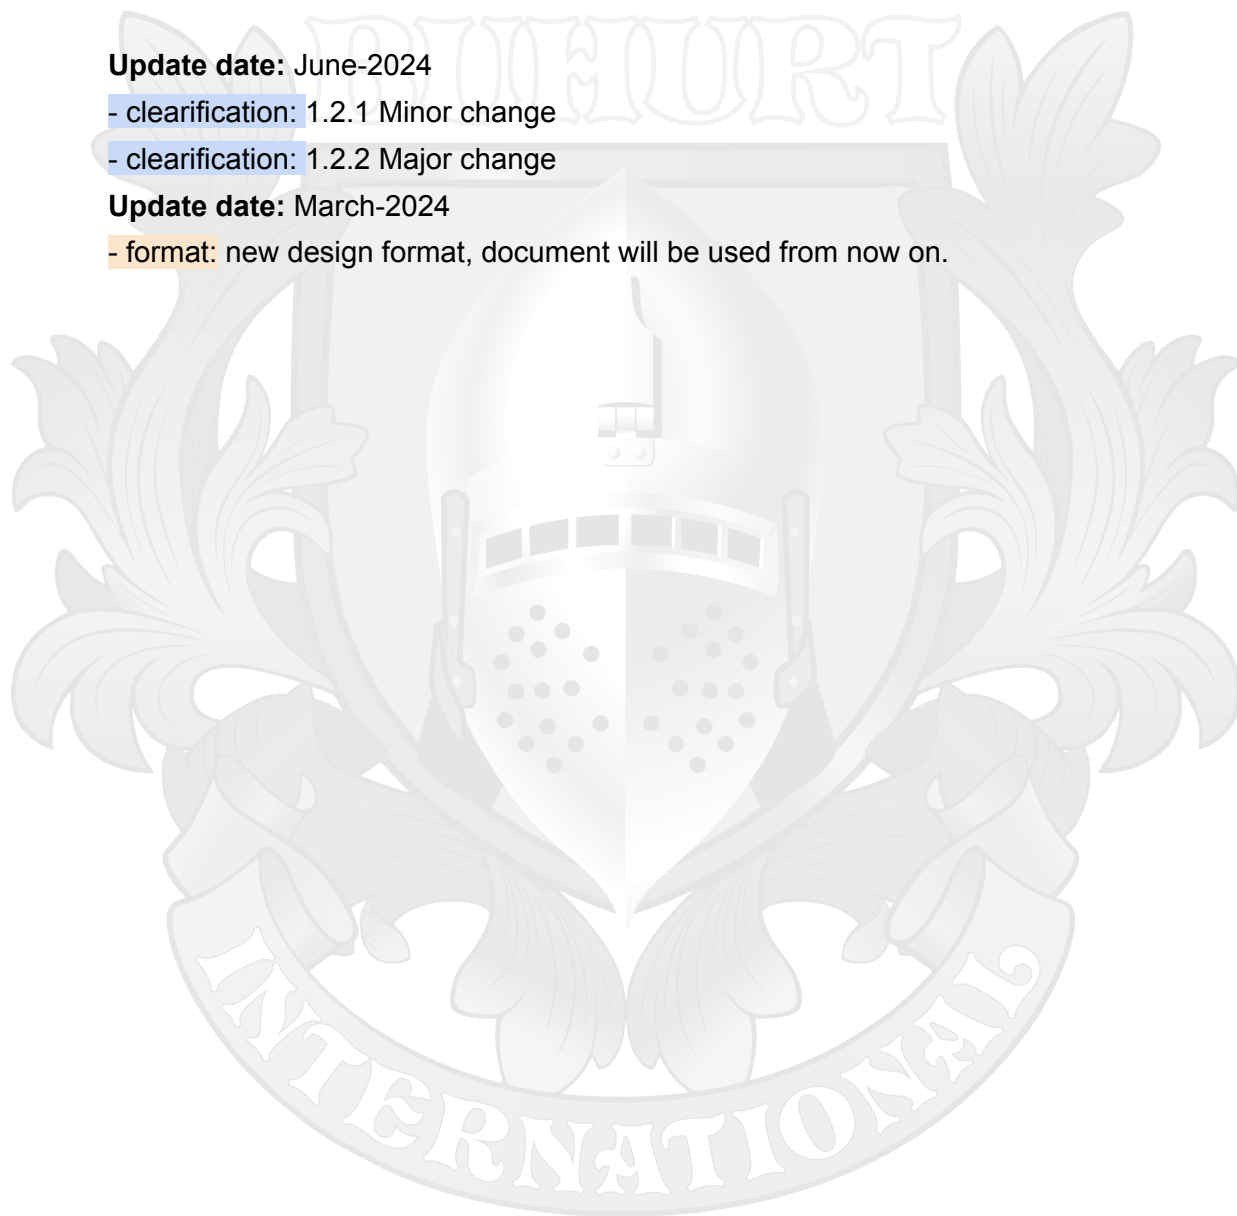 BUHURT
Update date: June-2024
- clearification: 1.2.1 Minor change
- clearification: 1.2.2 Major change
Update date: March-2024
- format: new design format, document will be used from now on.
INTERNATIONAL